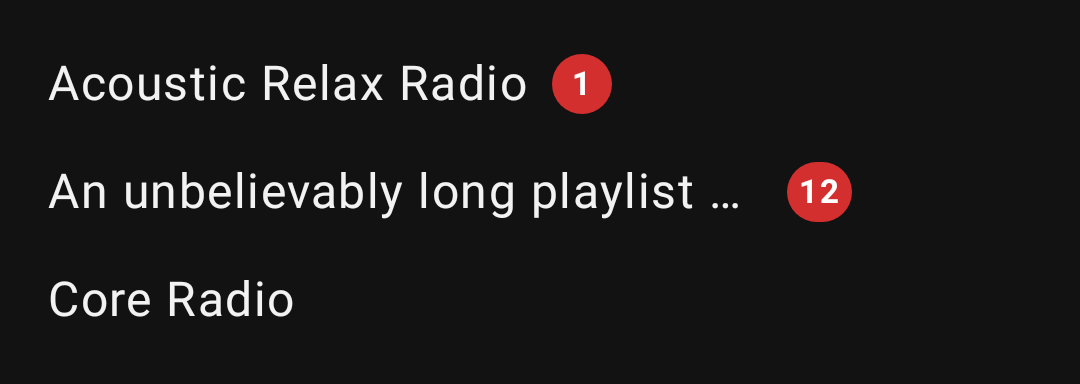 Acoustic Relax Radio 1
An unbelievably long playlist … 12
Core Radio